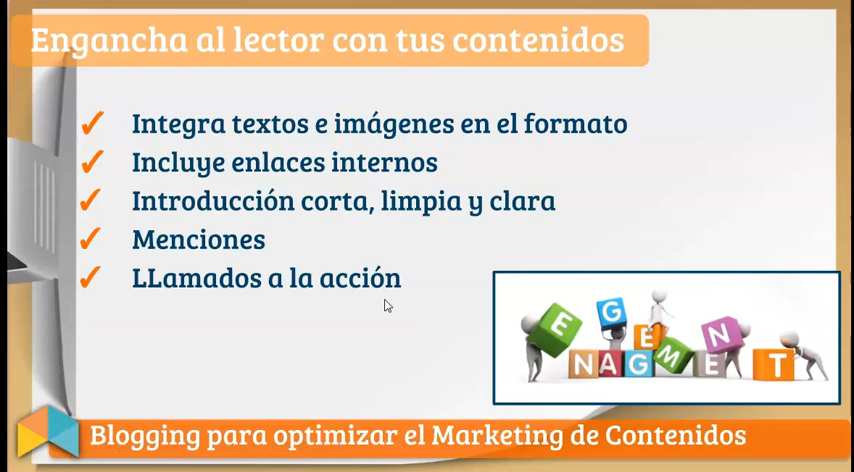 Engancha al lector con tus contenidos
Integra textos e imágenes en el formato
Incluye enlaces internos
Introducción corta, limpia y clara
Menciones
LLamados a la acción
E G E N
N A G M E T
Blogging para optimizar el Marketing de Contenidos